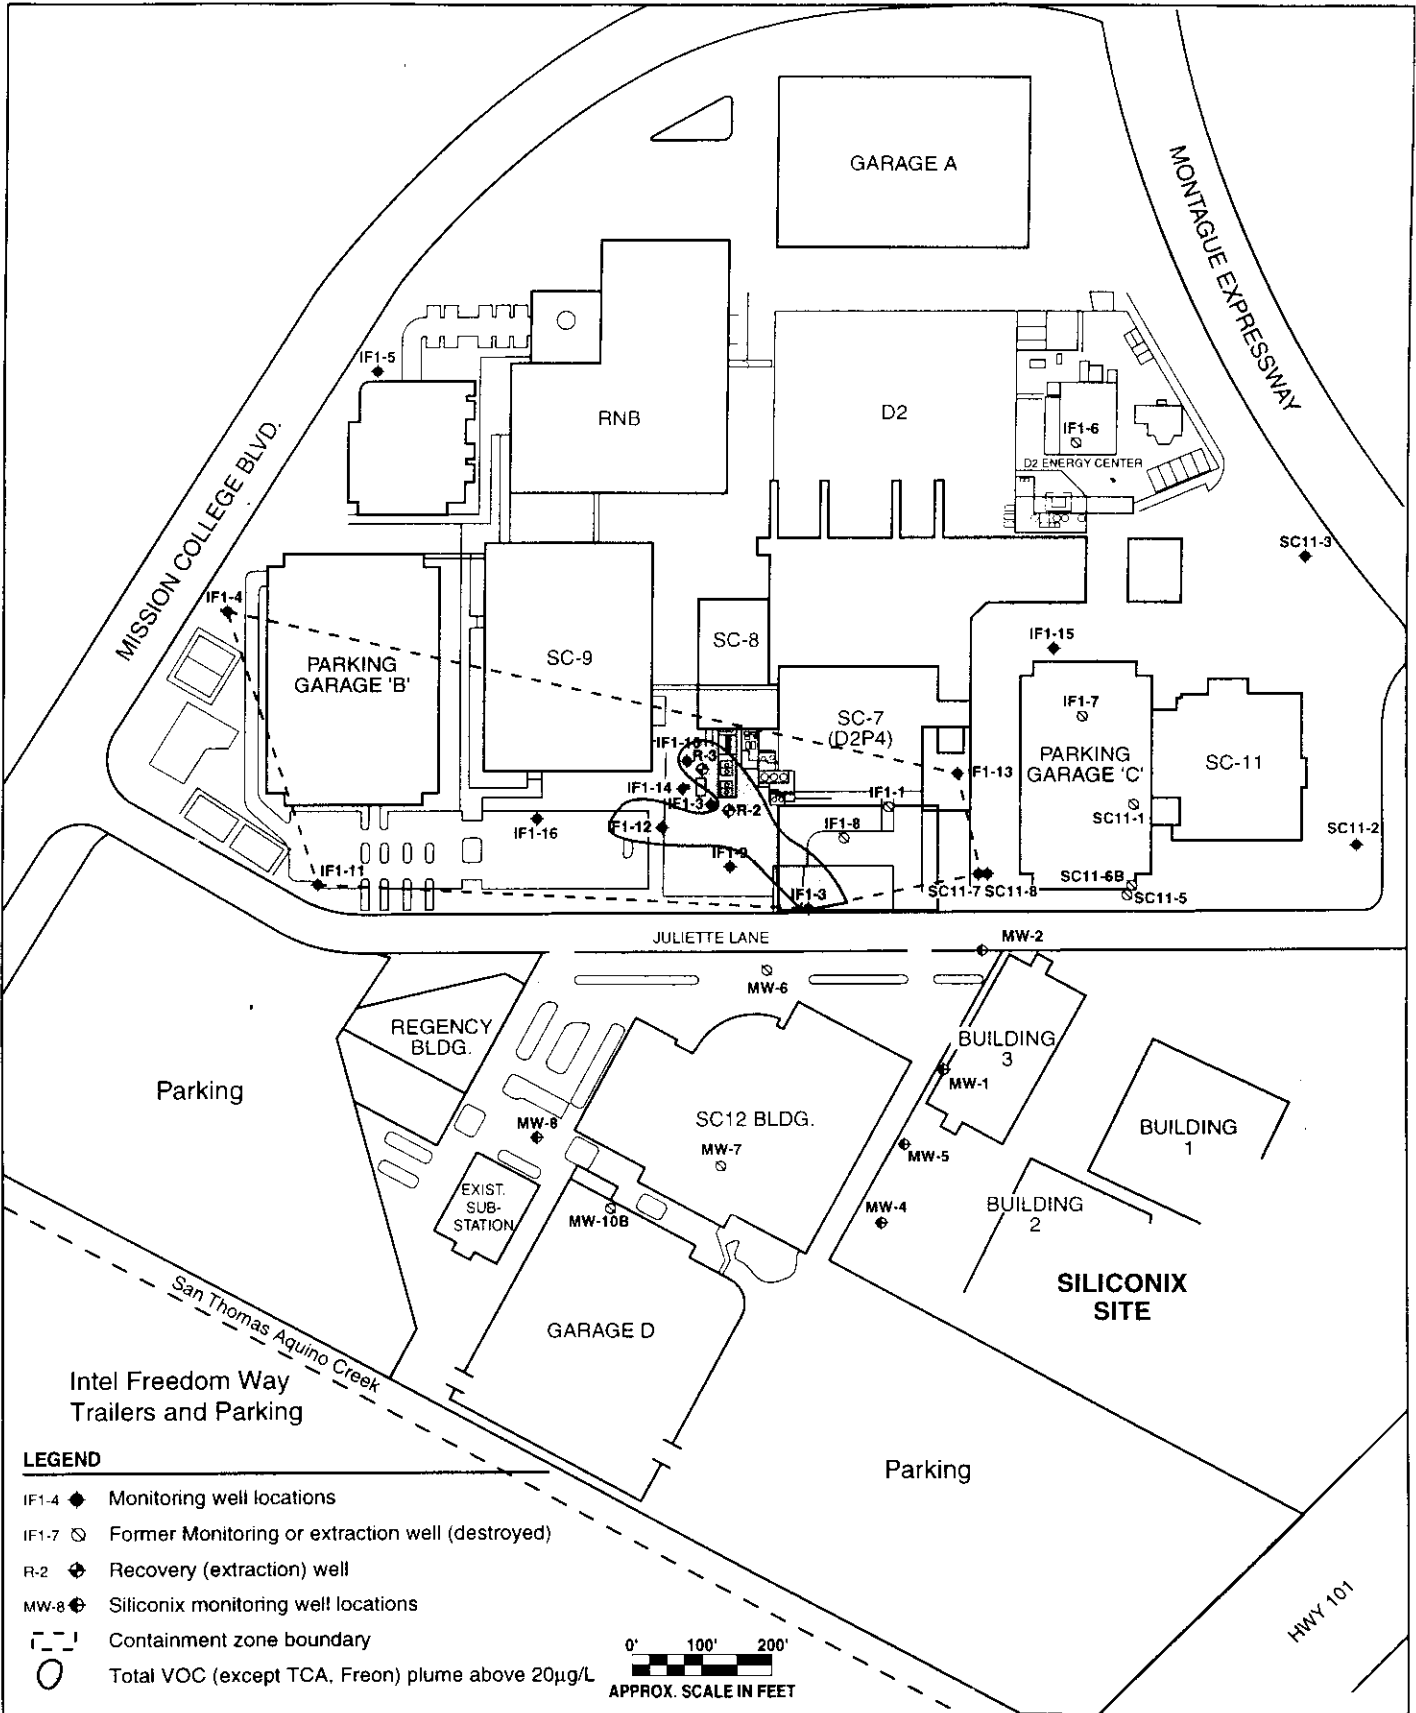 GARAGE A
MONTAGUE EXPRESSWAY
IF1-5
RNB
D2
IF1-6
D2 ENERGY CENTER
MISSION COLLEGE BLVD.
SC11-3
IF1-4
SC-8
IF1-15
PARKING
GARAGE 'B'
SC-9
SC-7
(D2P4)
IF1-7
PARKING
GARAGE 'C'
SC-11
R-3
F1-13
IF1-14
IF1-3
R-2
IF1-1
SC11-1
IF1-16
IF1-12
IF1-8
SC11-2
IF1-9
IF1-11
IF1-3
SC11-7
SC11-8
SC11-6B
SC11-5
JULIETTE LANE
MW-2
MW-6
REGENCY
BLDG.
BUILDING
3
MW-1
Parking
SC12 BLDG.
MW-8
MW-7
MW-5
BUILDING
1
EXIST.
SUB-
STATION
MW-10B
MW-4
BUILDING
2
SILICONIX
SITE
San Thomas Aquino Creek
GARAGE D
Intel Freedom Way
Trailers and Parking
Parking
HWY 101
LEGEND
IF1-4 Monitoring well locations
IF1-7 Former Monitoring or extraction well (destroyed)
R-2 Recovery (extraction) well
MW-8 Siliconix monitoring well locations
Containment zone boundary
Total VOC (except TCA, Freon) plume above 20µg/L
0' 100' 200'
APPROX. SCALE IN FEET